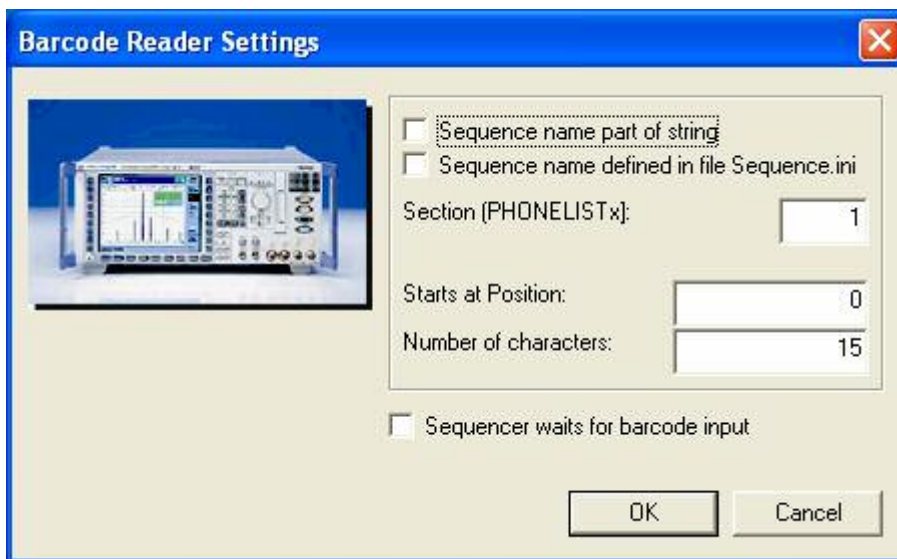 Barcode Reader Settings
Sequence name part of string
Sequence name defined in file Sequence.ini
Section (PHONELISTx]:
1
Starts at Position:
0
Number of characters:
15
Sequencer waits for barcode input
OK
Cancel